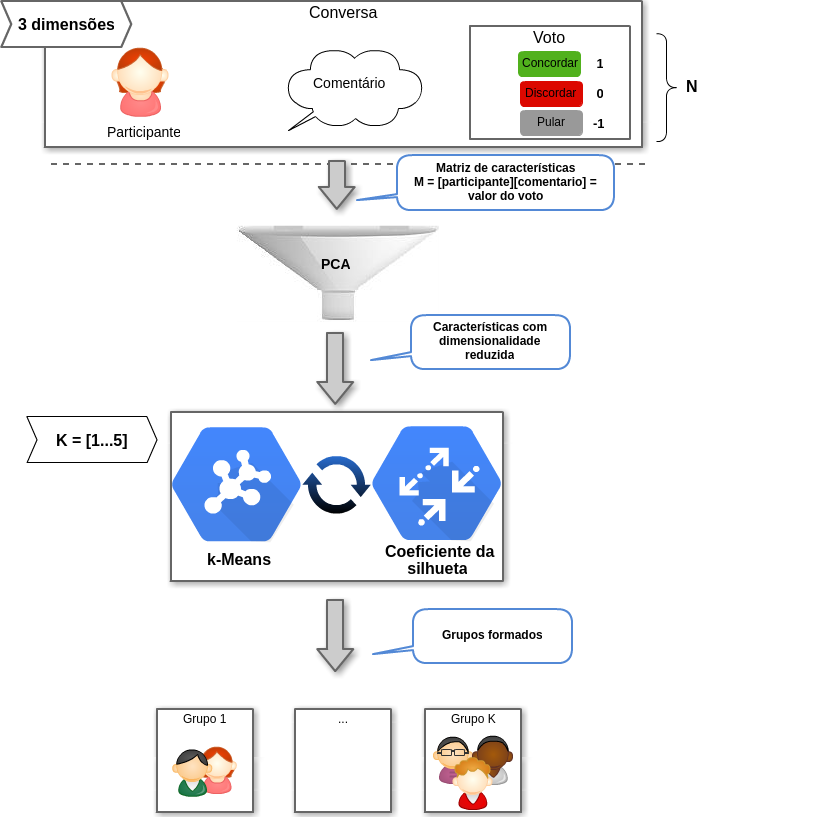 3 dimensões
Conversa
Participante
Comentário
Voto
Concordar 1
Discordar 0
Pular -1
N
Matriz de características
M = [participante][comentario] =
valor do voto
PCA
Características com
dimensionalidade
reduzida
K = [1...5]
k-Means
Coeficiente da
silhueta
Grupos formados
Grupo 1
...
Grupo K